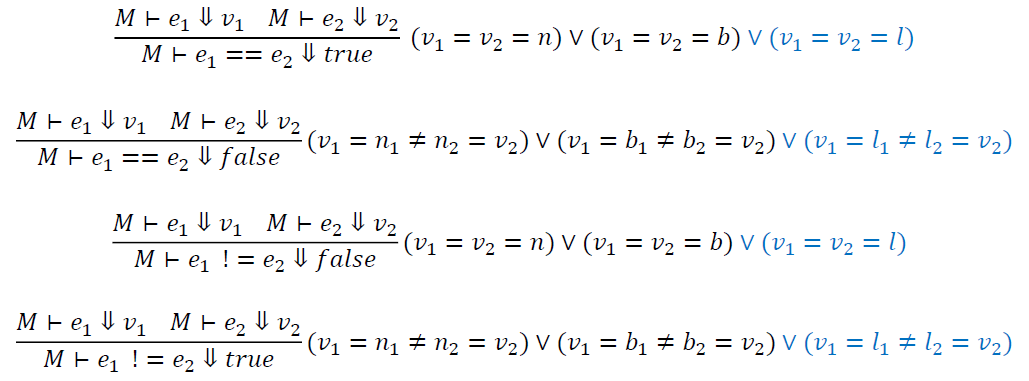 M ⊢ e₁ ⇓ v₁ M ⊢ e₂ ⇓ v₂
M ⊢ e₁ == e₂ ⇓ true (v₁ = v₂ = n) ∨ (v₁ = v₂ = b) ∨ (v₁ = v₂ = l)
M ⊢ e₁ ⇓ v₁ M ⊢ e₂ ⇓ v₂
M ⊢ e₁ == e₂ ⇓ false (v₁ = n₁ ≠ n₂ = v₂) ∨ (v₁ = b₁ ≠ b₂ = v₂) ∨ (v₁ = l₁ ≠ l₂ = v₂)
M ⊢ e₁ ⇓ v₁ M ⊢ e₂ ⇓ v₂
M ⊢ e₁ != e₂ ⇓ false (v₁ = v₂ = n) ∨ (v₁ = v₂ = b) ∨ (v₁ = v₂ = l)
M ⊢ e₁ ⇓ v₁ M ⊢ e₂ ⇓ v₂
M ⊢ e₁ != e₂ ⇓ true (v₁ = n₁ ≠ n₂ = v₂) ∨ (v₁ = b₁ ≠ b₂ = v₂) ∨ (v₁ = l₁ ≠ l₂ = v₂)